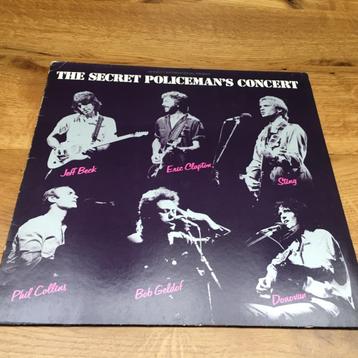 THE SECRET POLICEMAN'S CONCERT
Jeff Beck
Eric Clapton
Sting
Phil Collins
Bob Geldof
Donovan